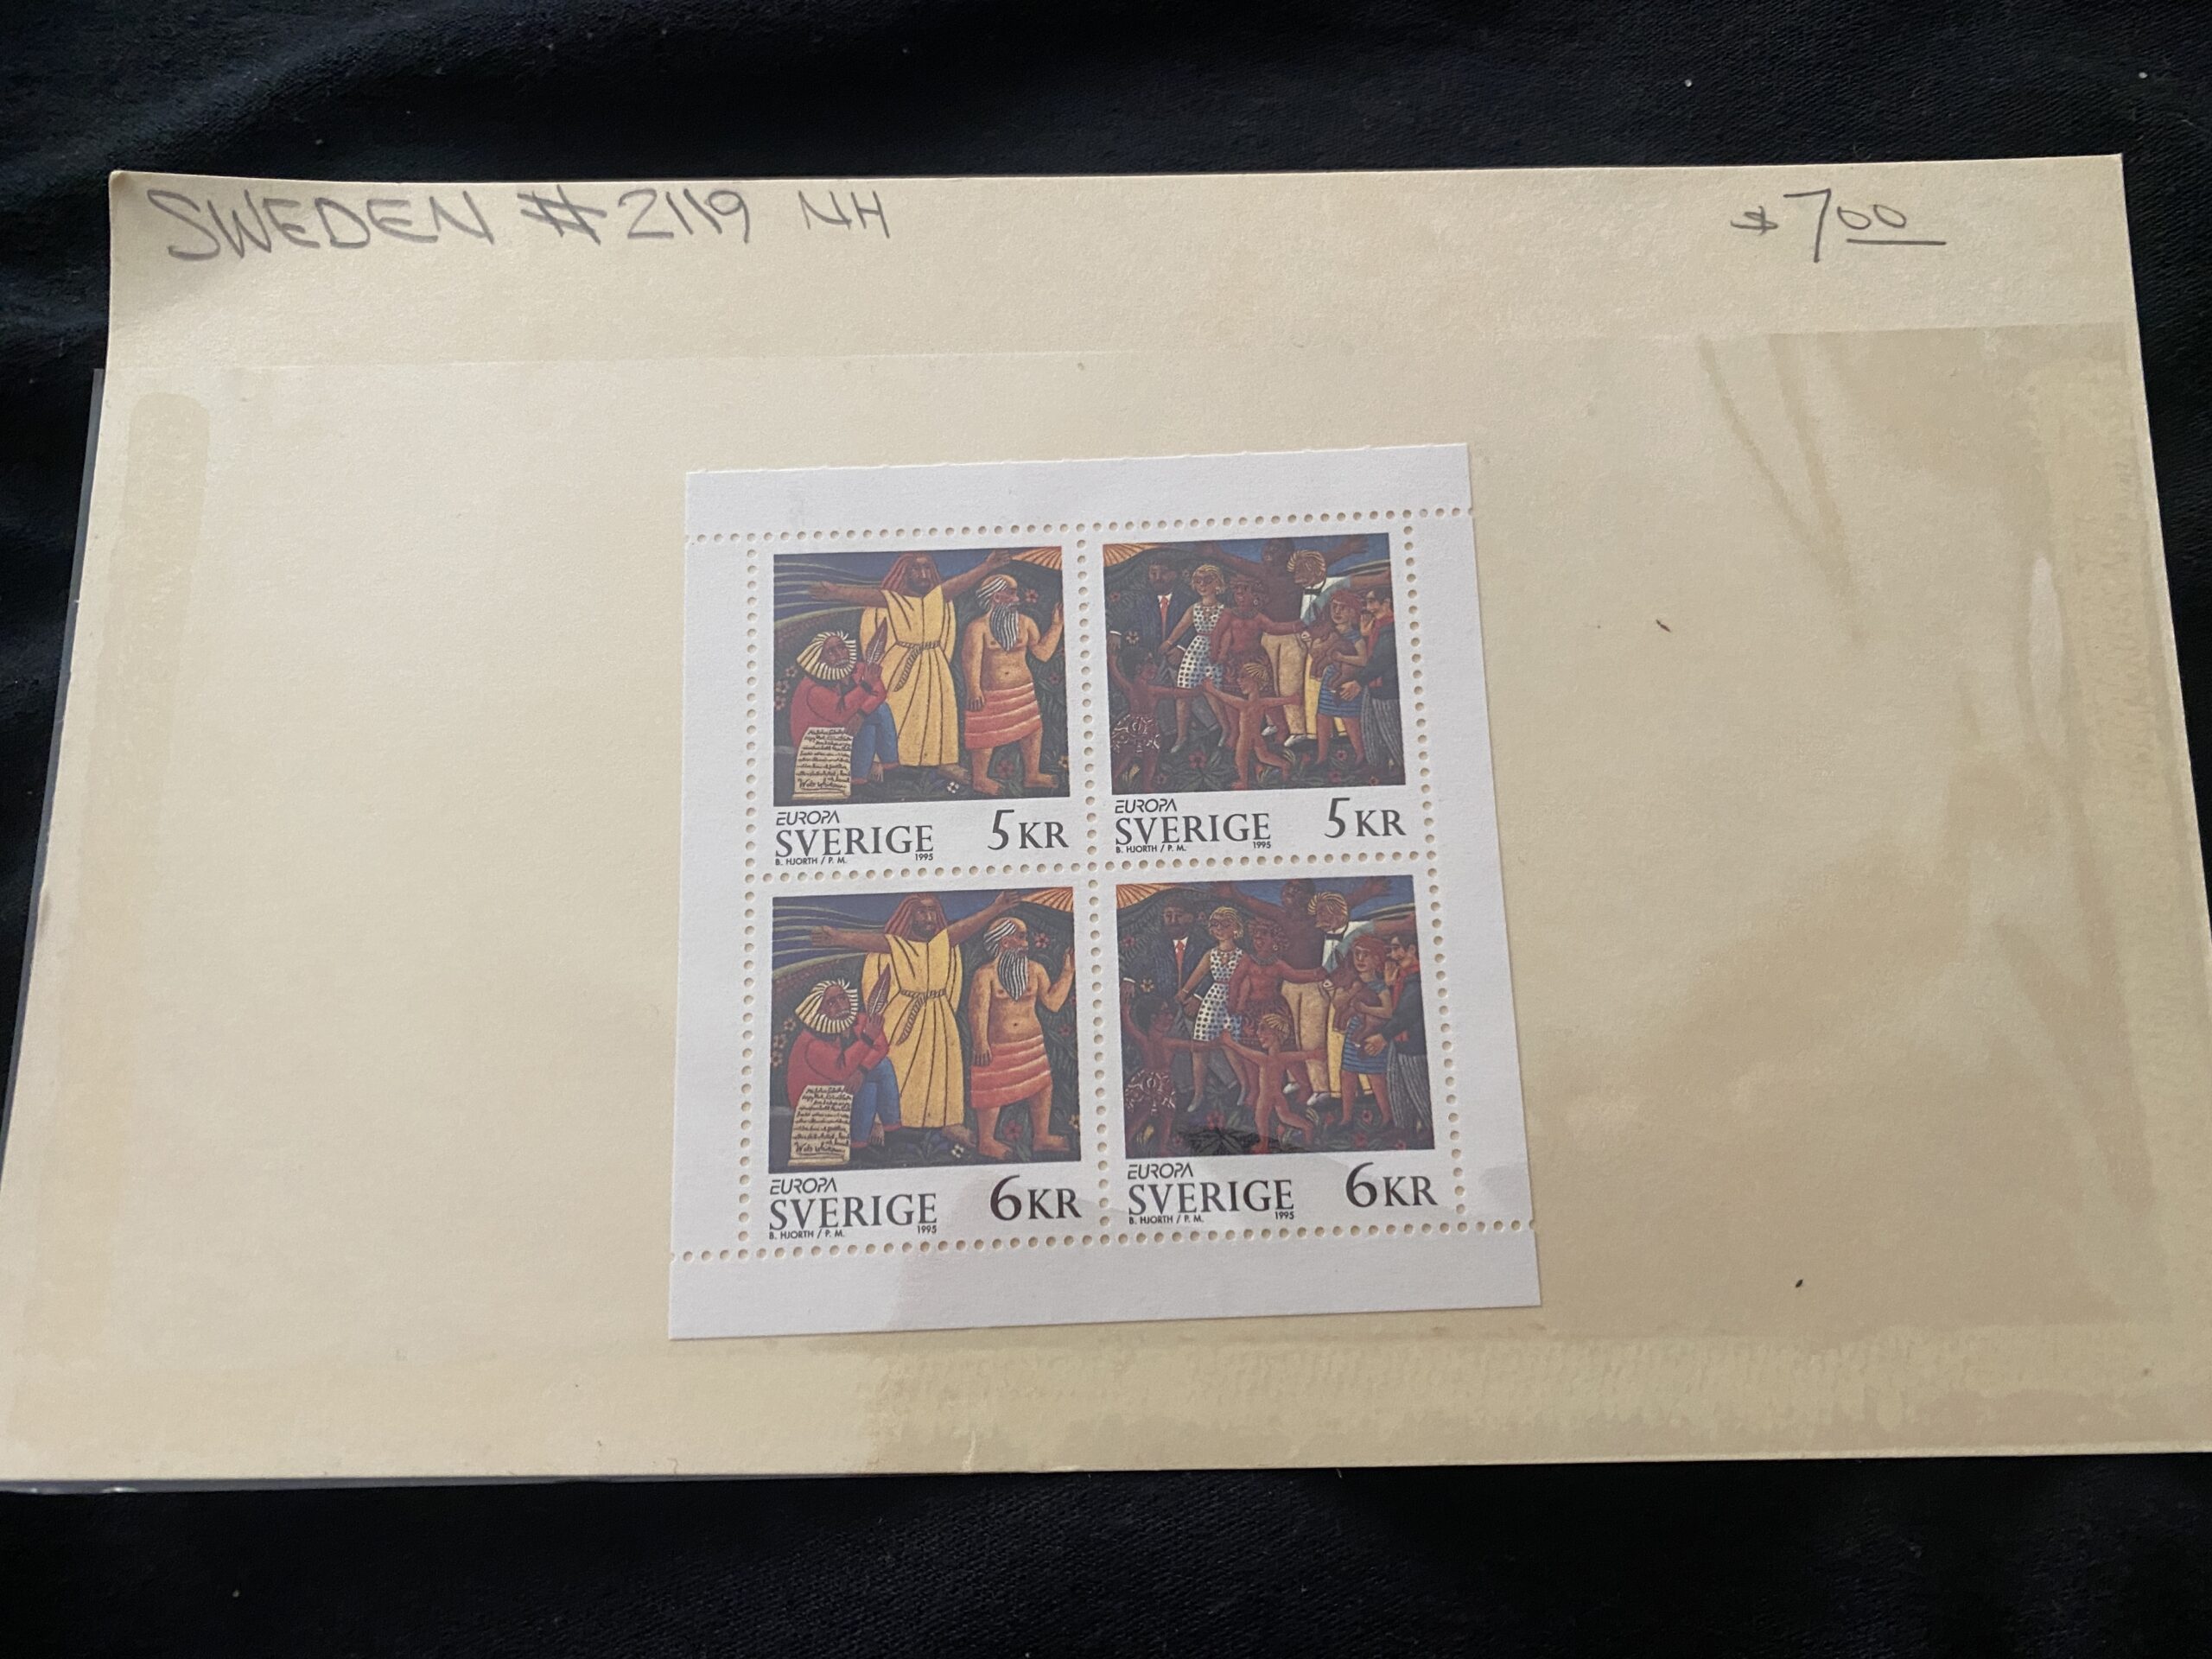 SWEDEN #2119 NH
$7.00
EUROPA
SVERIGE 5KR
B. HJORTH / P. M. 1995
EUROPA
SVERIGE 5KR
B. HJORTH / P. M. 1995
EUROPA
SVERIGE 6KR
B. HJORTH / P. M. 1995
EUROPA
SVERIGE 6KR
B. HJORTH / P. M. 1995